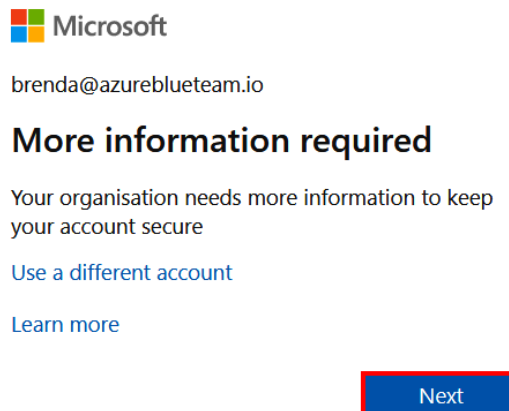 Microsoft
brenda@azureblueteam.io
More information required
Your organisation needs more information to keep
your account secure
Use a different account
Learn more
Next